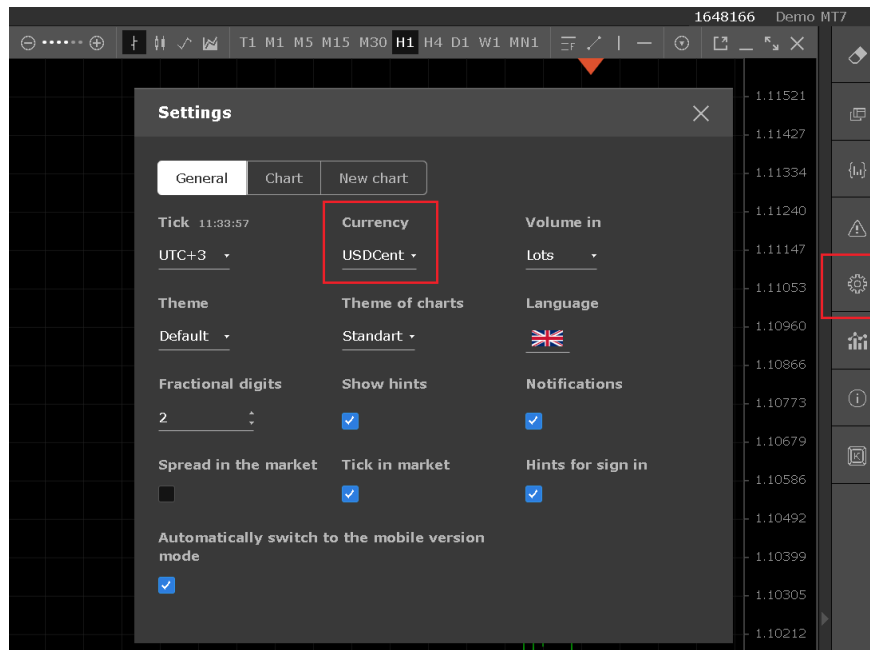 1648166 Demo MT7
T1 M1 M5 M15 M30 H1 H4 D1 W1 MN1
Settings
General Chart New chart
Tick 11:33:57 Currency Volume in
UTC+3 USDCent Lots
Theme Theme of charts Language
Default Standart
Fractional digits Show hints Notifications
2
Spread in the market Tick in market Hints for sign in
Automatically switch to the mobile version
mode
1.11521
1.11427
1.11334
1.11240
1.11147
1.11053
1.10960
1.10866
1.10773
1.10679
1.10586
1.10492
1.10399
1.10305
1.10212